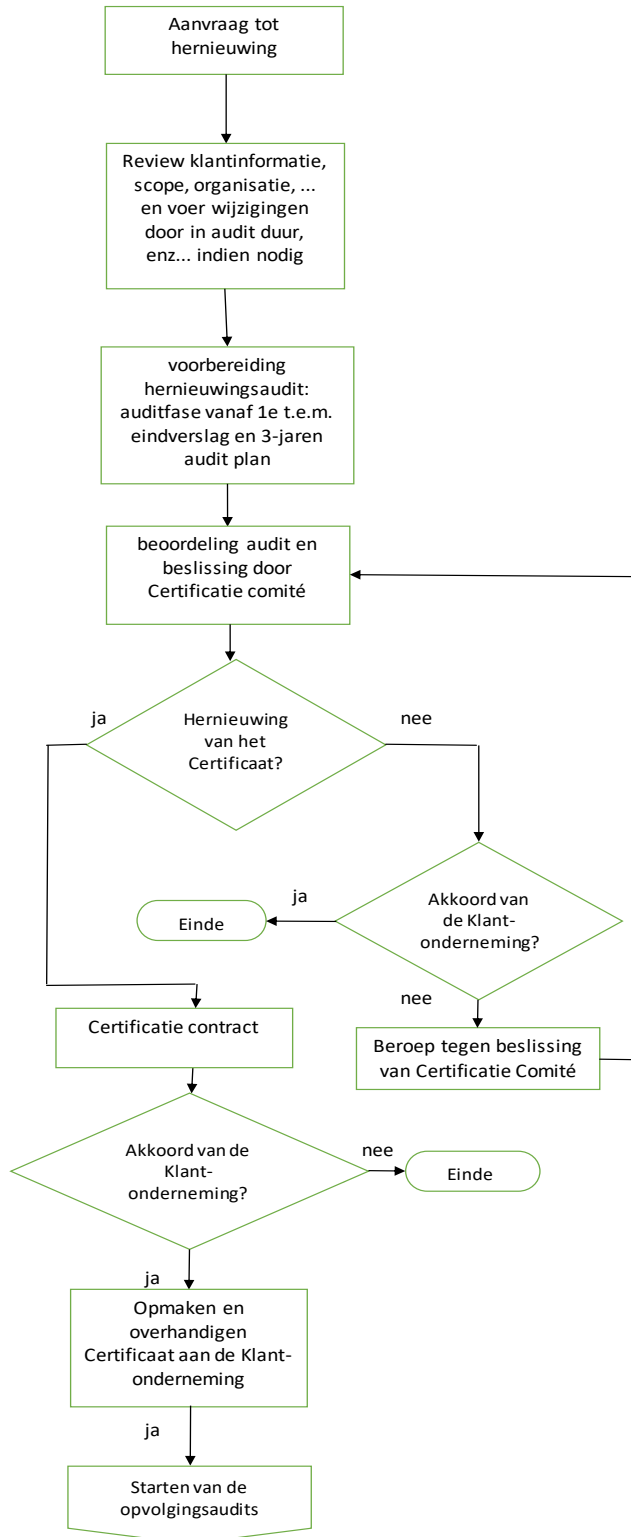 Aanvraag tot
hernieuwing
Review klantinformatie,
scope, organisatie, ...
en voer wijzigingen
door in audit duur,
enz... indien nodig
voorbereiding
hernieuwingsaudit:
auditfase vanaf 1e t.e.m.
eindverslag en 3-jaren
audit plan
beoordeling audit en
beslissing door
Certificatie comité
ja
nee
Hernieuwing
van het
Certificaat?
Einde
ja
Akkoord van
de Klant-
onderneming?
nee
Certificatie contract
Beroep tegen beslissing
van Certificatie Comité
Akkoord van de
Klant-
onderneming?
nee
Einde
ja
Opmaken en
overhandigen
Certificaat aan de Klant-
onderneming
ja
Starten van de
opvolgingsaudits